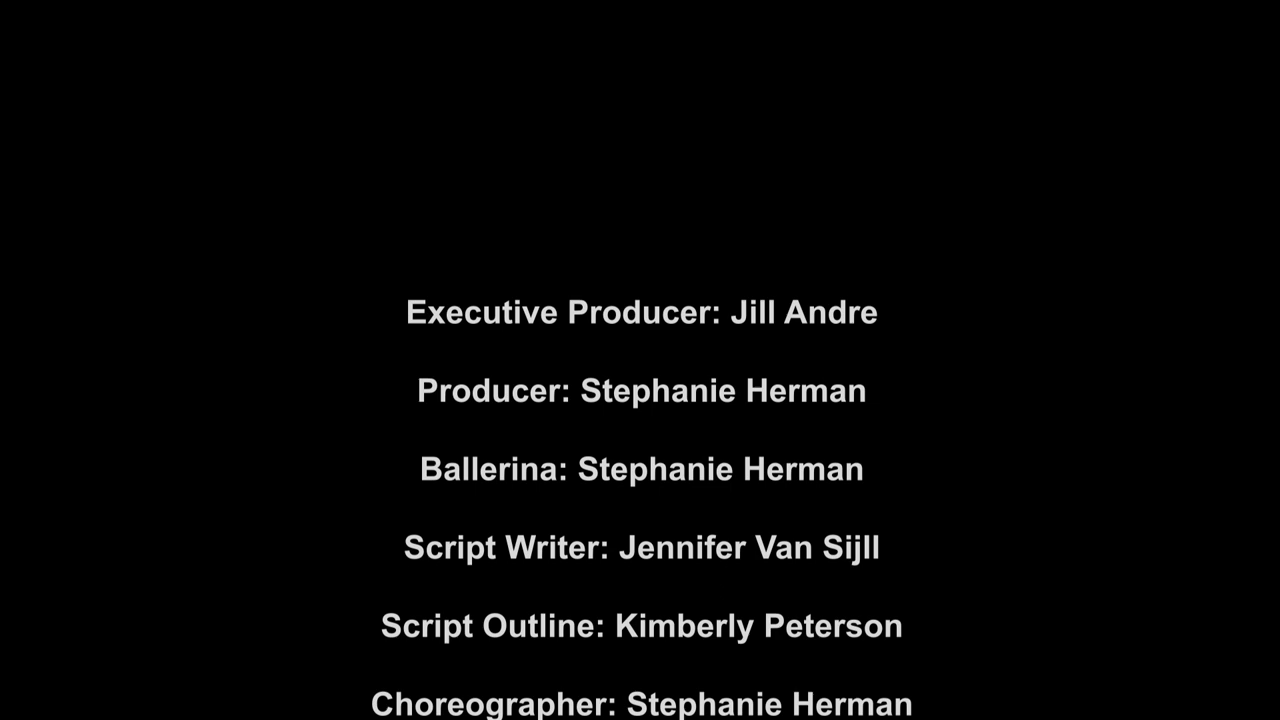 Executive Producer: Jill Andre
Producer: Stephanie Herman
Ballerina: Stephanie Herman
Script Writer: Jennifer Van Sijll
Script Outline: Kimberly Peterson
Choreographer: Stephanie Herman